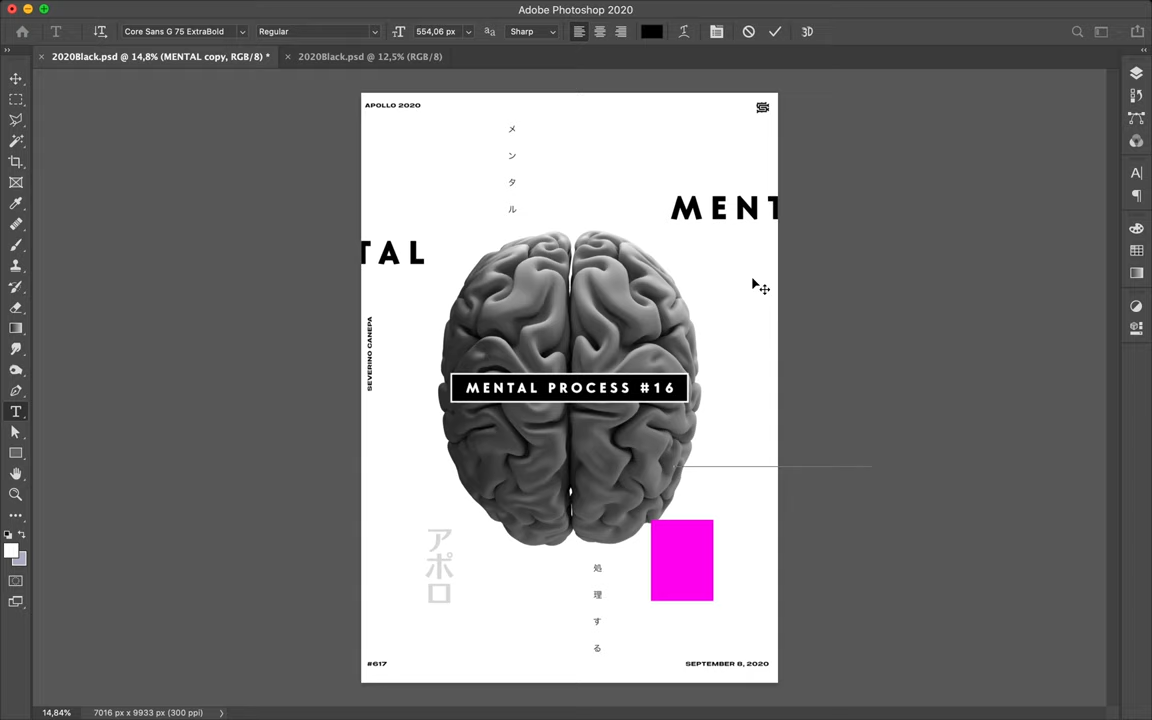 Adobe Photoshop 2020
Core Sans G 75 ExtraBold
Regular
554,06 px
Sharp
3D
2020Black.psd @ 14,8% (MENTAL copy, RGB/8) *
2020Black.psd @ 12,5% (RGB/8)
APOLLO 2020
メンタル
MENT
TAL
SEVERINO CANEPA
MENTAL PROCESS #16
アポロ
処理する
#617
SEPTEMBER 8, 2020
14,84%
7016 px x 9933 px (300 ppi)